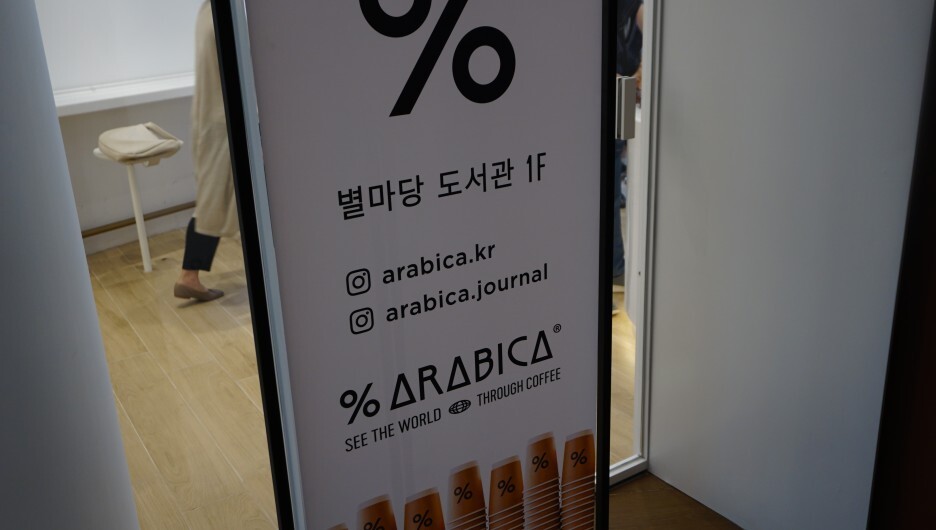 %
별마당 도서관 1F
arabica.kr
arabica.journal
% ARABICA®
SEE THE WORLD THROUGH COFFEE
% % % % % %